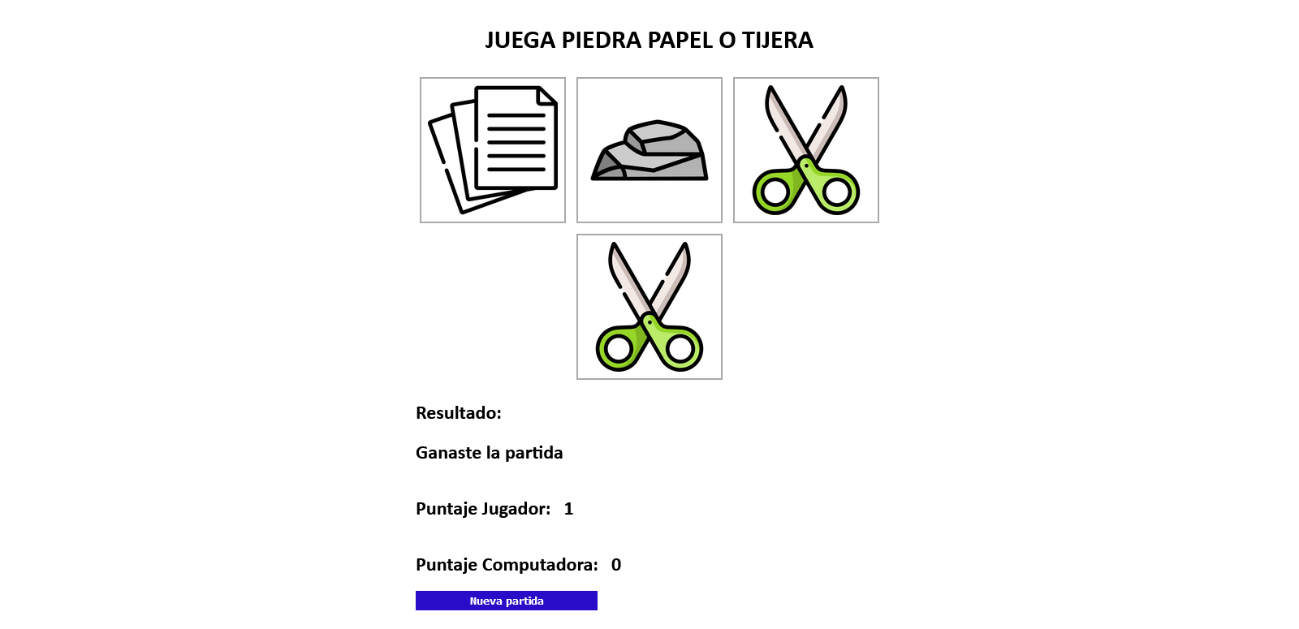 JUEGA PIEDRA PAPEL O TIJERA
Resultado:
Ganaste la partida
Puntaje Jugador: 1
Puntaje Computadora: 0
Nueva partida